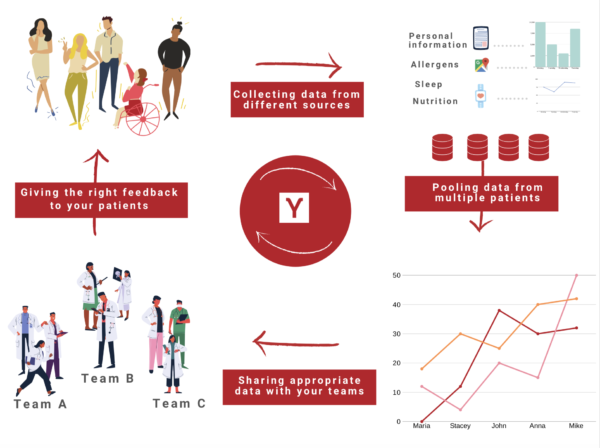 Personal
information
Allergens
Sleep
Nutrition
Collecting data from
different sources
Giving the right feedback
to your patients
Y
Pooling data from
multiple patients
50
40
30
20
10
0
Maria
Stacey
John
Anna
Mike
Team A
Team B
Team C
Sharing appropriate
data with your teams